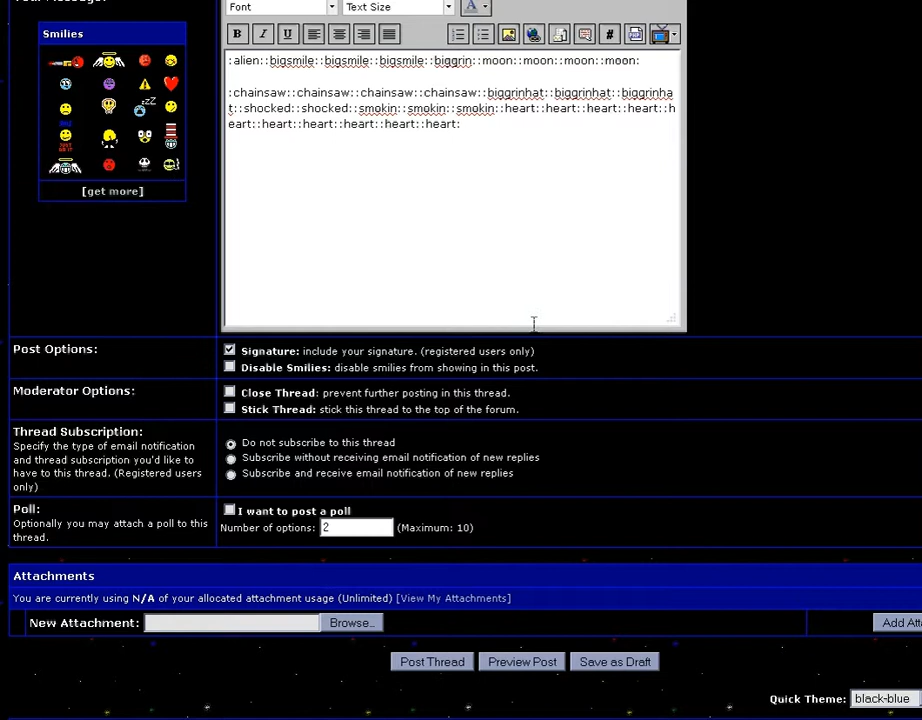 Font Text Size A
Smilies
B I U #
:alien::bigsmile::bigsmile::bigsmile::biggrin::moon::moon::moon::moon:
:chainsaw::chainsaw::chainsaw::chainsaw::biggrinhat::biggrinhat::biggrinha
t::shocked::shocked::smokin::smokin::smokin::heart::heart::heart::heart::h
eart::heart::heart::heart::heart::heart:
[get more]
Post Options:
Signature: include your signature. (registered users only)
Disable Smilies: disable smilies from showing in this post.
Moderator Options:
Close Thread: prevent further posting in this thread.
Stick Thread: stick this thread to the top of the forum.
Thread Subscription:
Specify the type of email notification
and thread subscription you'd like to
have to this thread. (Registered users
only)
Do not subscribe to this thread
Subscribe without receiving email notification of new replies
Subscribe and receive email notification of new replies
Poll:
Optionally you may attach a poll to this
thread.
I want to post a poll
Number of options: 2 (Maximum: 10)
Attachments
You are currently using N/A of your allocated attachment usage (Unlimited) [View My Attachments]
New Attachment: Browse... Add Att
Post Thread Preview Post Save as Draft
Quick Theme: black-blue